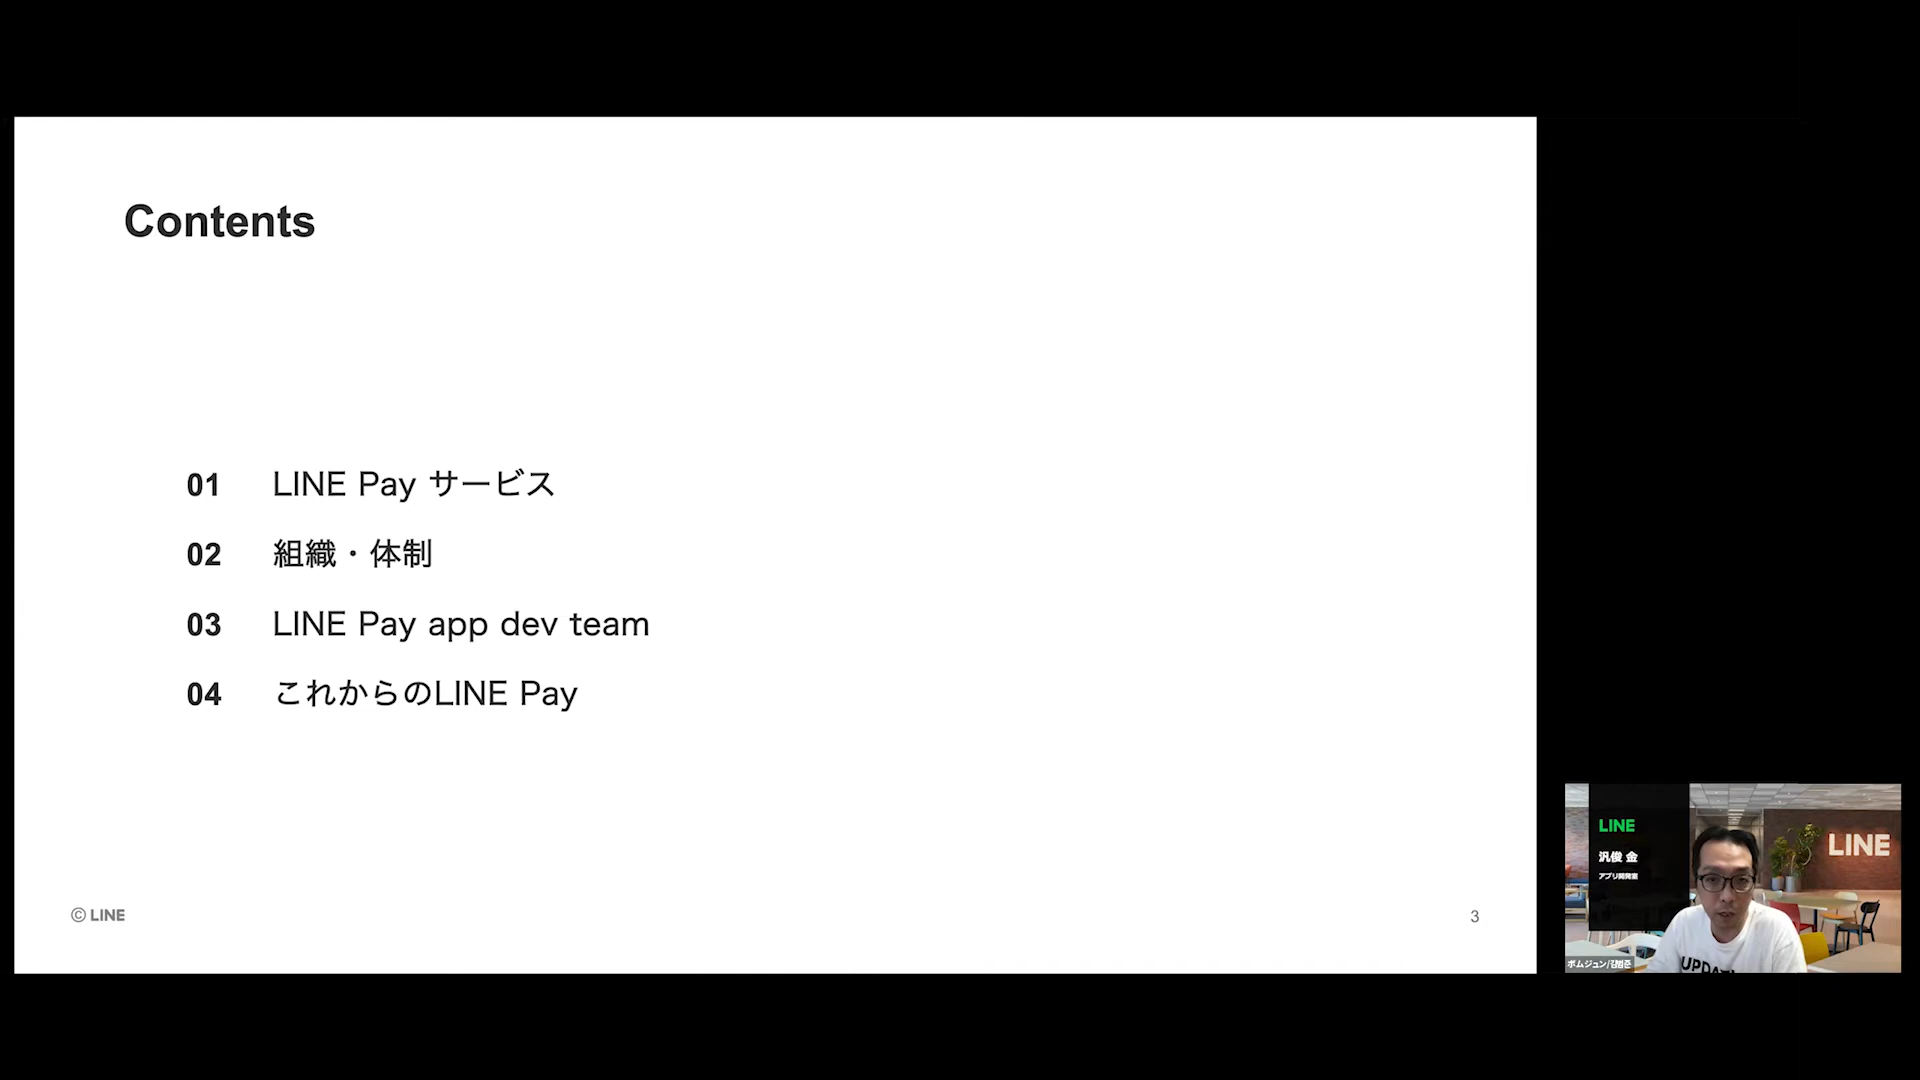 Contents
01 LINE Pay サービス
02 組織・体制
03 LINE Pay app dev team
04 これからのLINE Pay
© LINE
3
LINE
汎俊 金
アプリ開発室
LINE
ボムジュン/김범준